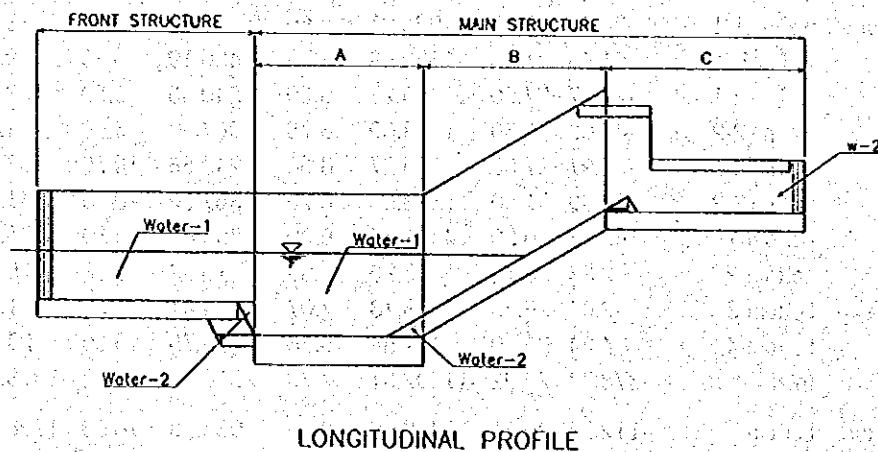 FRONT STRUCTURE
MAIN STRUCTURE
A
B
C
w-2
Water-1
Water-1
Water-2
Water-2
LONGITUDINAL PROFILE